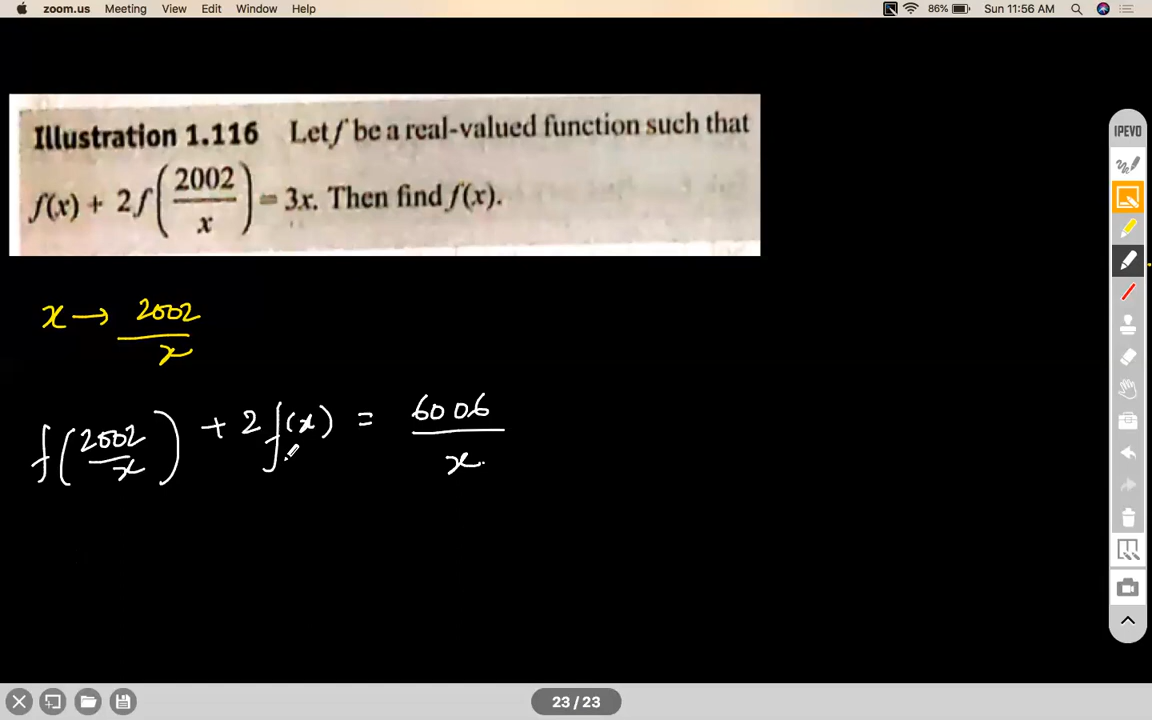 zoom.us Meeting View Edit Window Help 86% Sun 11:56 AM
Illustration 1.116 Let f be a real-valued function such that
f(x) + 2f(2002/x) = 3x. Then find f(x).
x → 2002/x
f(2002/x) + 2f(x) = 6006/x
IPEVO
23 / 23